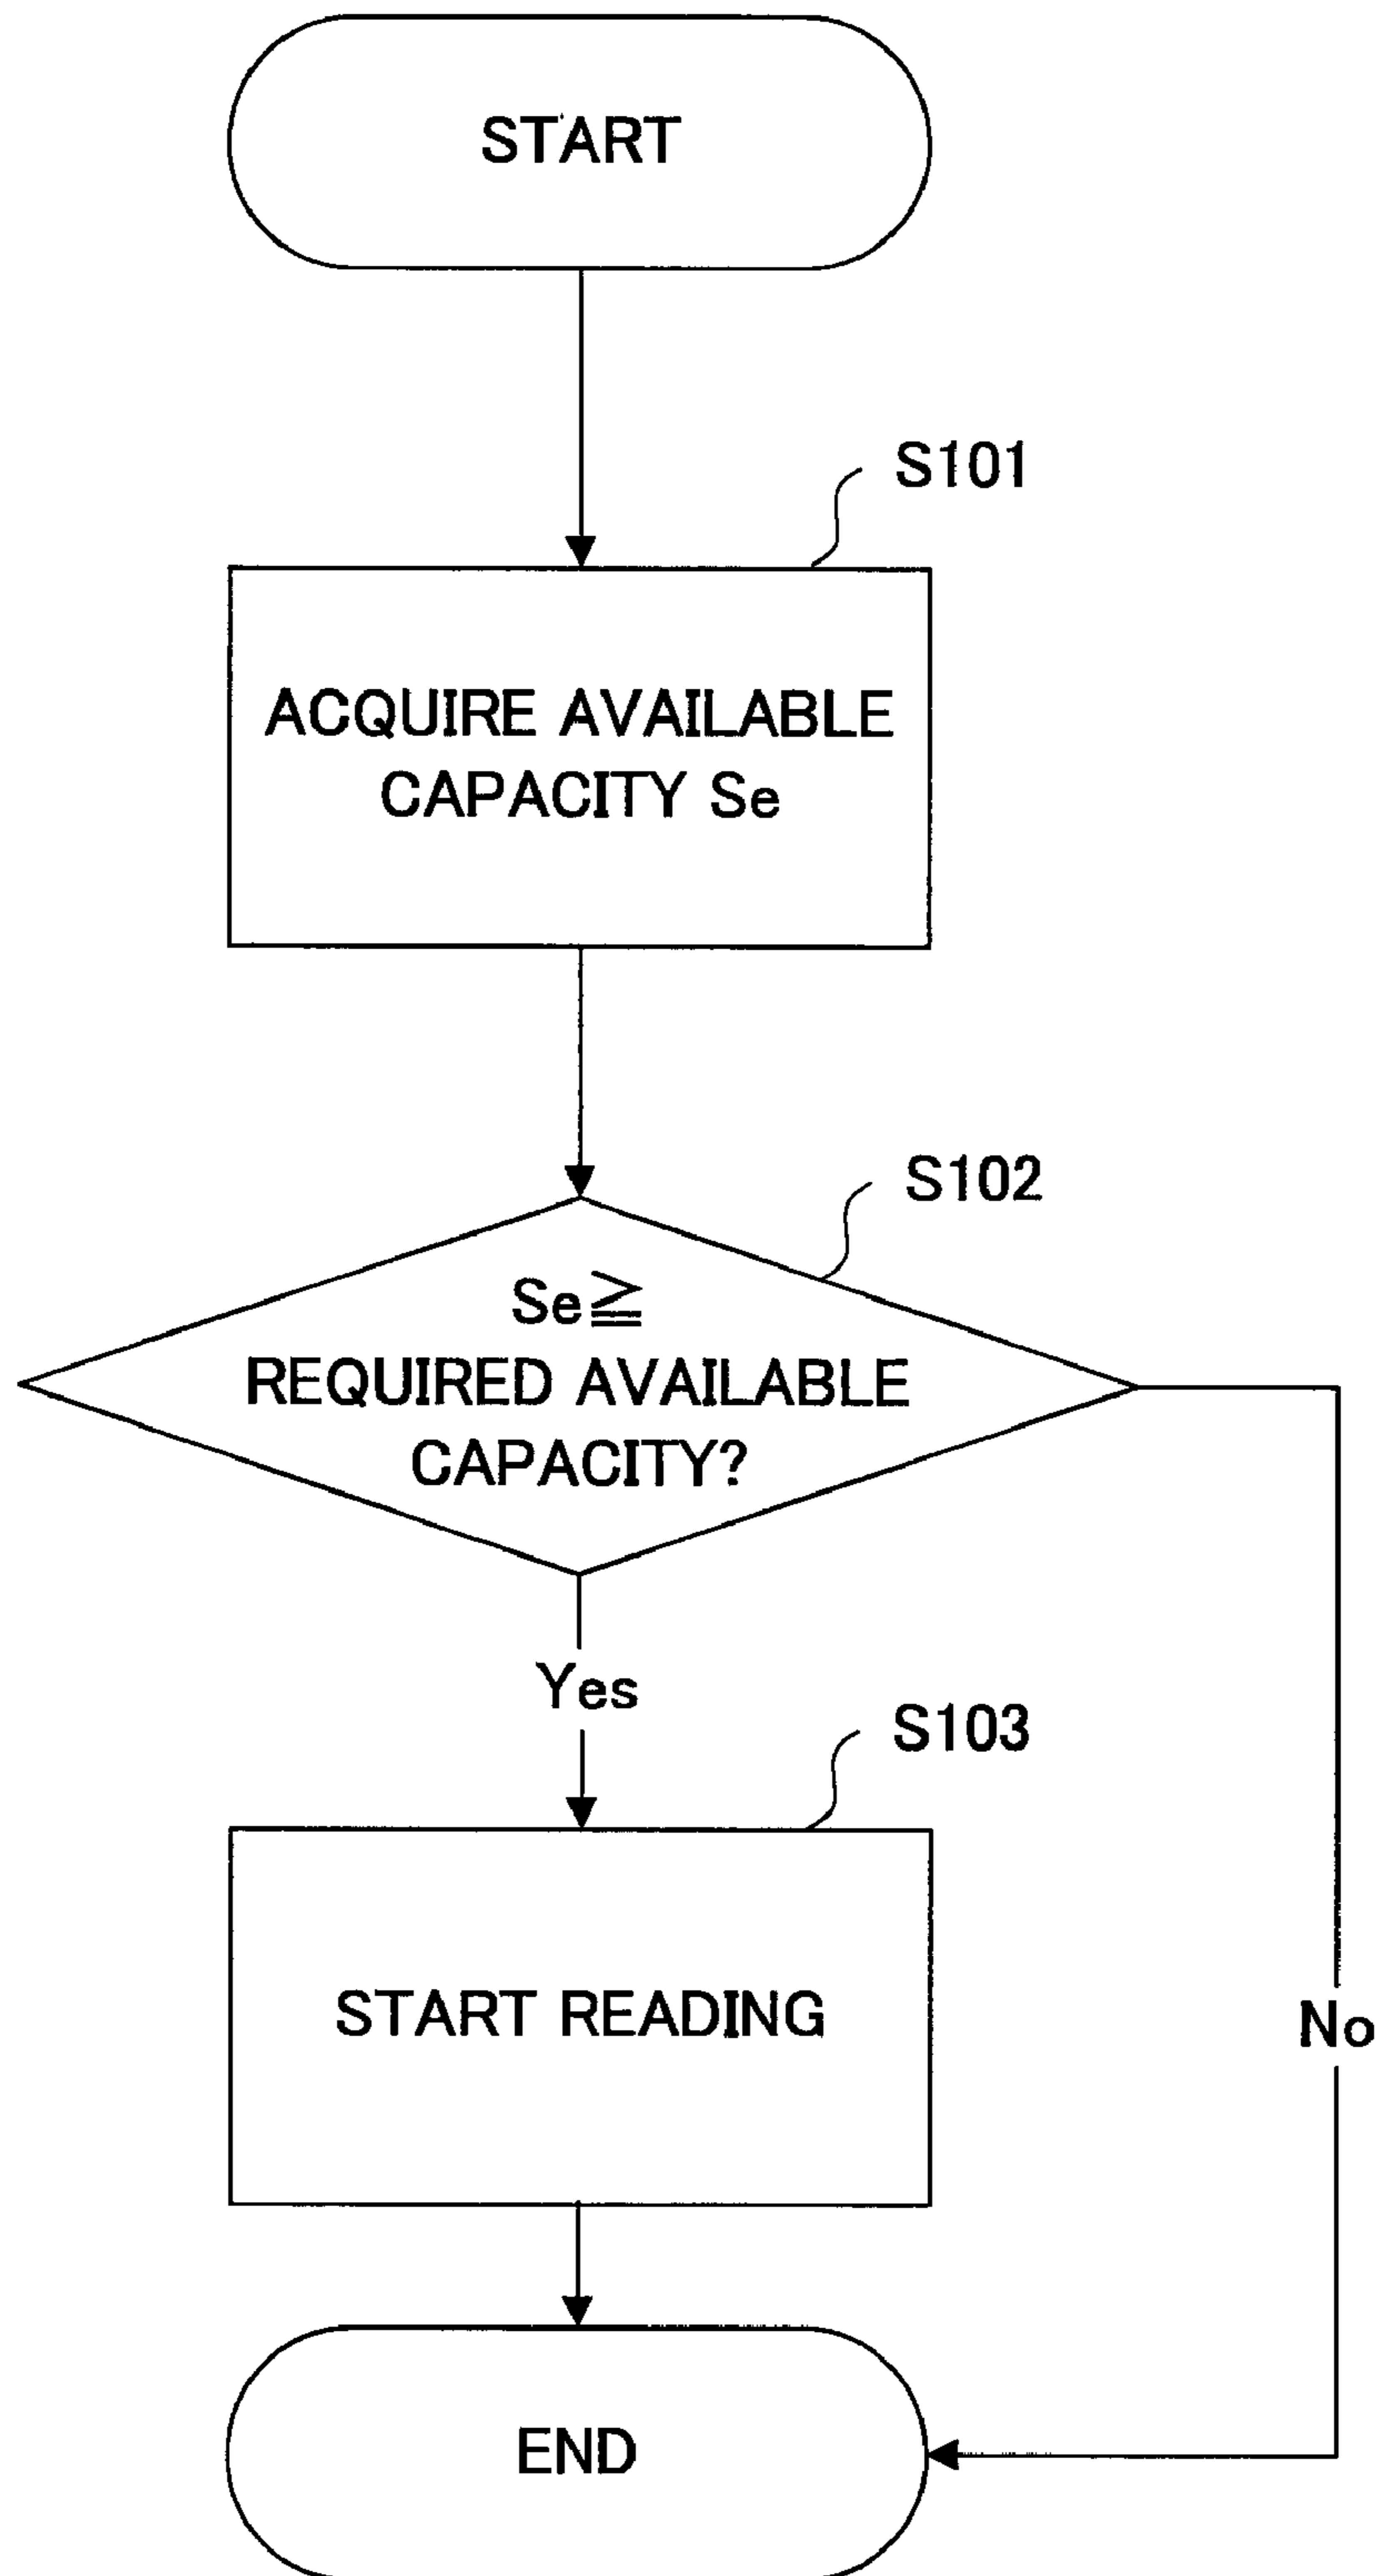 START
S101
ACQUIRE AVAILABLE
CAPACITY Se
S102
Se≧
REQUIRED AVAILABLE
CAPACITY?
Yes
S103
START READING
No
END